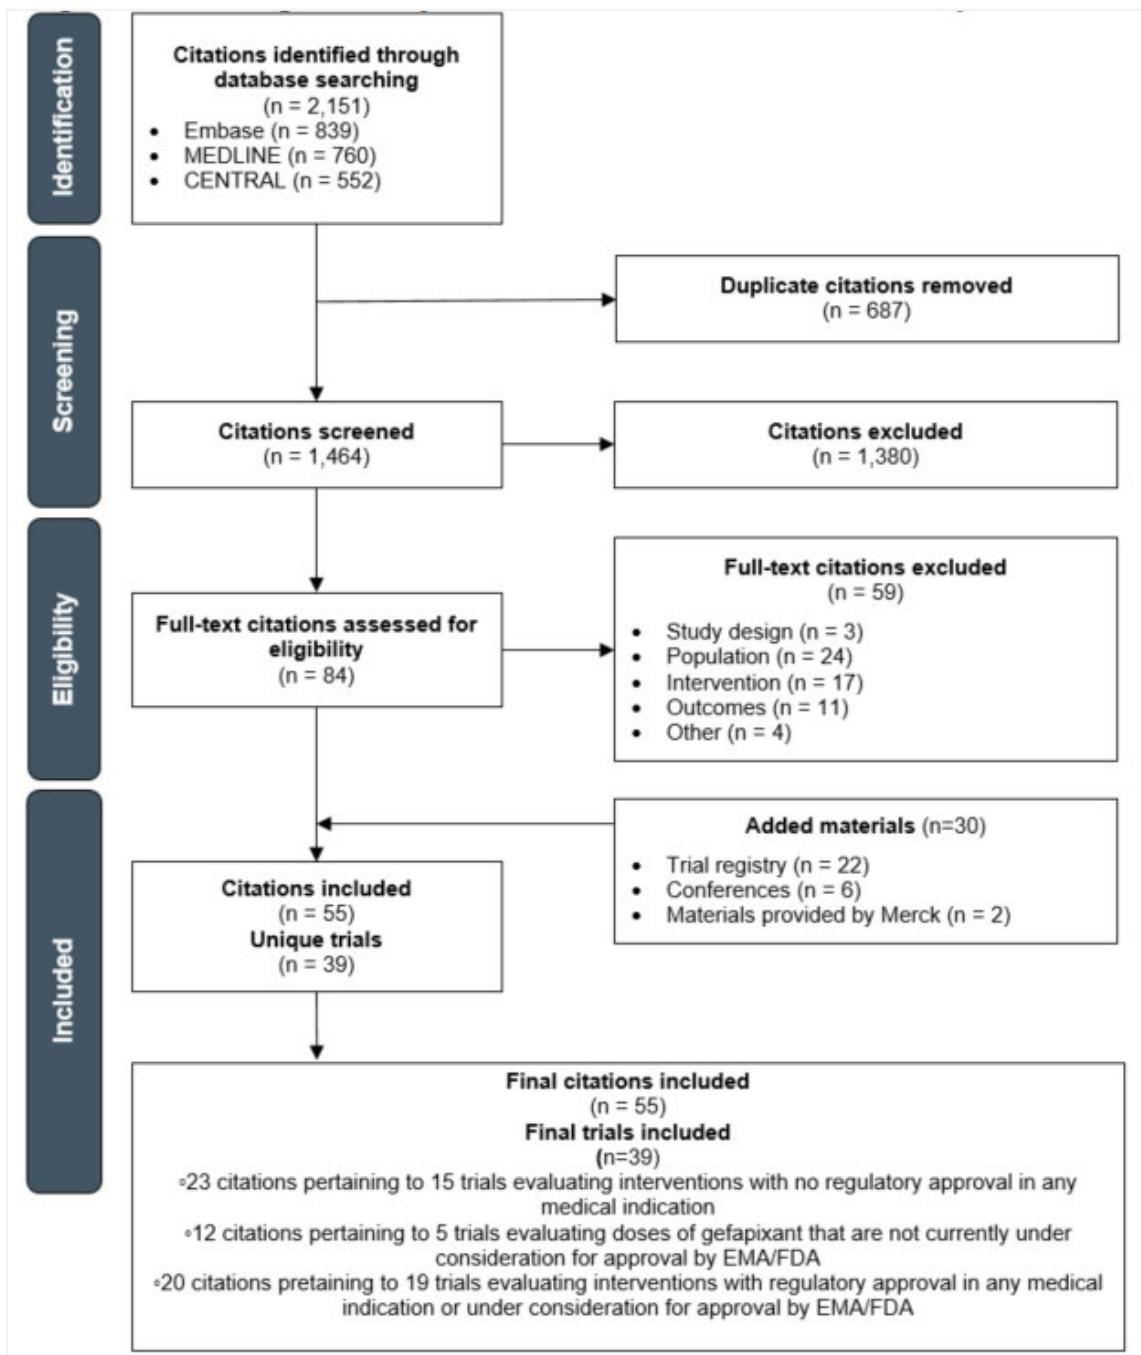 Identification
Citations identified through
database searching
(n = 2,151)
• Embase (n = 839)
• MEDLINE (n = 760)
• CENTRAL (n = 552)
Screening
Duplicate citations removed
(n = 687)
Citations screened
(n = 1,464)
Citations excluded
(n = 1,380)
Eligibility
Full-text citations assessed for
eligibility
(n = 84)
Full-text citations excluded
(n = 59)
• Study design (n = 3)
• Population (n = 24)
• Intervention (n = 17)
• Outcomes (n = 11)
• Other (n = 4)
Included
Added materials (n=30)
• Trial registry (n = 22)
• Conferences (n = 6)
• Materials provided by Merck (n = 2)
Citations included
(n = 55)
Unique trials
(n = 39)
Final citations included
(n = 55)
Final trials included
(n=39)
∘23 citations pertaining to 15 trials evaluating interventions with no regulatory approval in any
medical indication
∘12 citations pertaining to 5 trials evaluating doses of gefapixant that are not currently under
consideration for approval by EMA/FDA
∘20 citations pretaining to 19 trials evaluating interventions with regulatory approval in any medical
indication or under consideration for approval by EMA/FDA